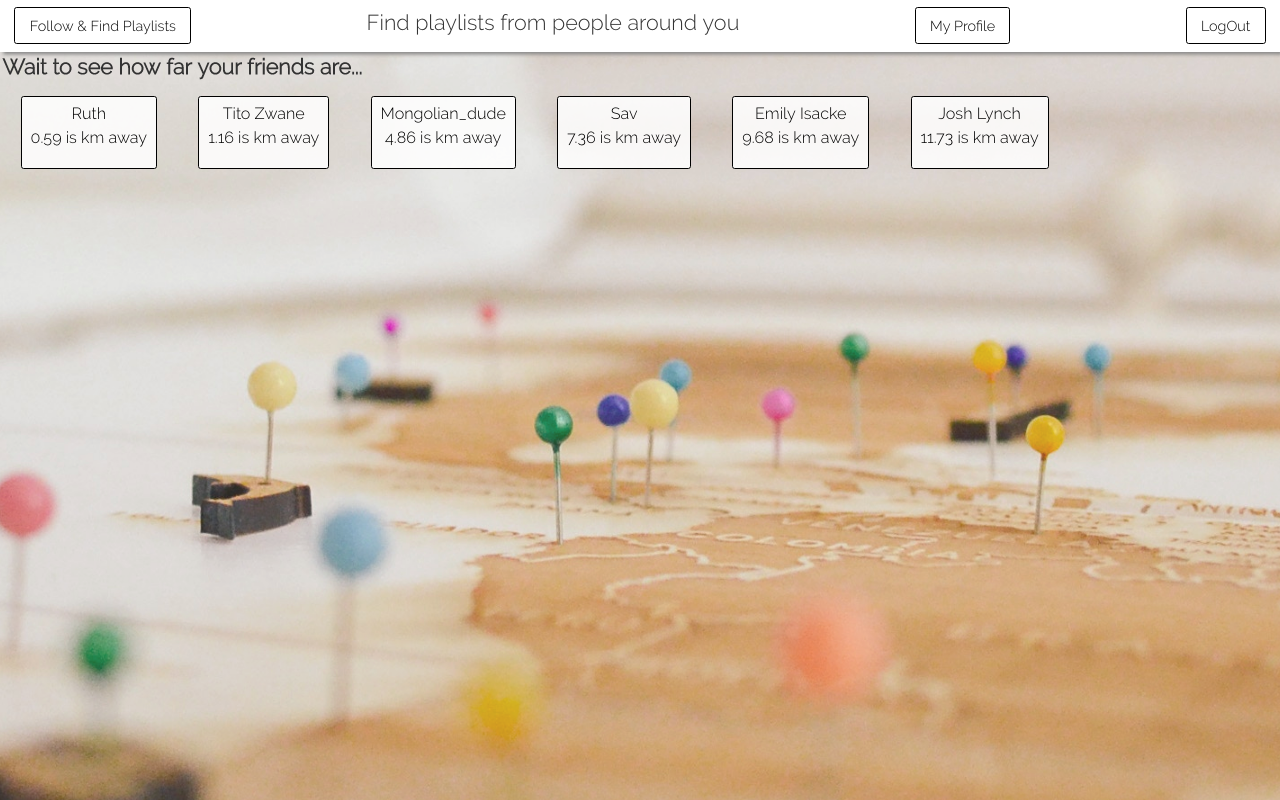 Follow & Find Playlists
Find playlists from people around you
My Profile
LogOut
Wait to see how far your friends are...
Ruth
0.59 is km away
Tito Zwane
1.16 is km away
Mongolian_dude
4.86 is km away
Sav
7.36 is km away
Emily Isacke
9.68 is km away
Josh Lynch
11.73 is km away
COLOMBIA